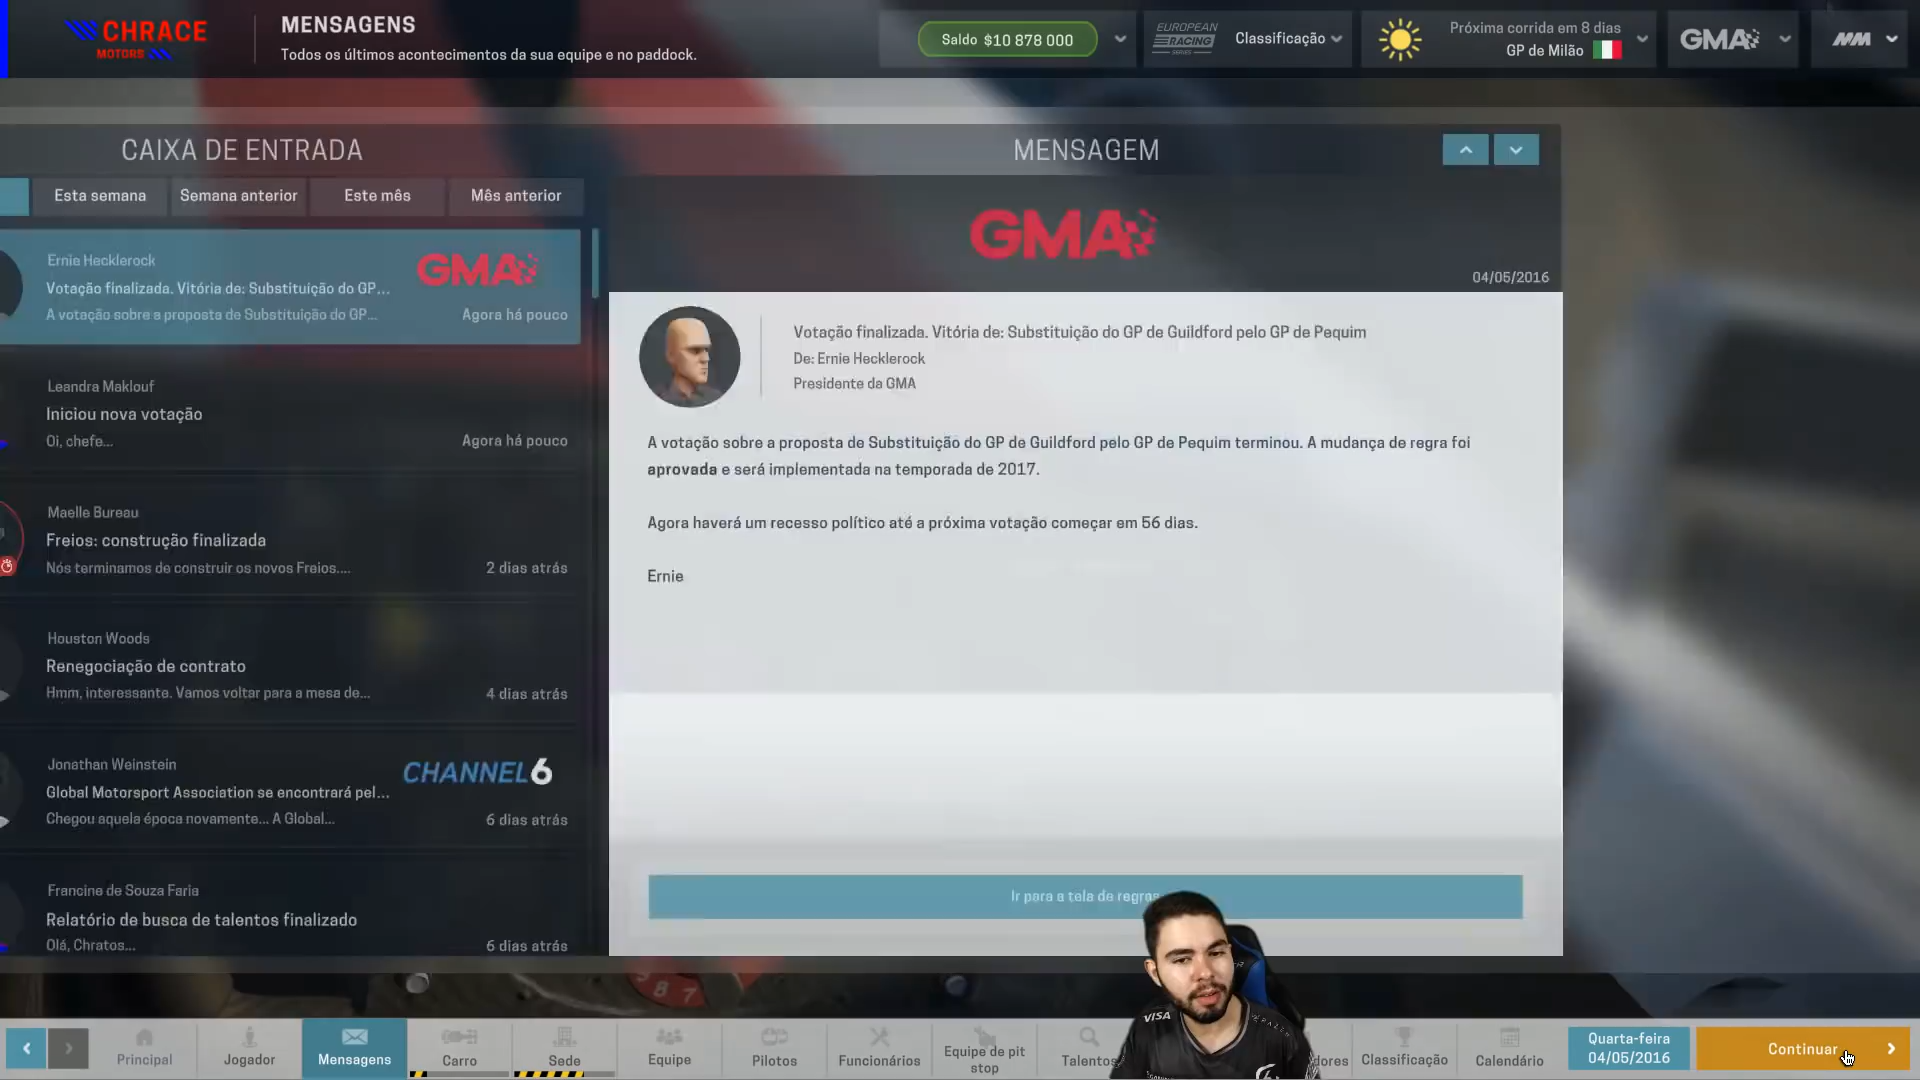 CHRACE
MOTORS
MENSAGENS
Todos os últimos acontecimentos da sua equipe e no paddock.
Saldo $10 878 000
EUROPEAN
RACING
SERIES
Classificação
Próxima corrida em 8 dias
GP de Milão
GMA
CAIXA DE ENTRADA
Esta semana
Semana anterior
Este mês
Mês anterior
Ernie Hecklerock
GMA
Votação finalizada. Vitória de: Substituição do GP...
A votação sobre a proposta de Substituição do GP...
Agora há pouco
Leandra Maklouf
Iniciou nova votação
Oi, chefe...
Agora há pouco
Maelle Bureau
Freios: construção finalizada
Nós terminamos de construir os novos Freios....
2 dias atrás
Houston Woods
Renegociação de contrato
Hmm, interessante. Vamos voltar para a mesa de...
4 dias atrás
Jonathan Weinstein
CHANNEL6
Global Motorsport Association se encontrará pel...
Chegou aquela época novamente... A Global...
6 dias atrás
Francine de Souza Faria
Relatório de busca de talentos finalizado
Olá, Chratos...
6 dias atrás
MENSAGEM
GMA
04/05/2016
Votação finalizada. Vitória de: Substituição do GP de Guildford pelo GP de Pequim
De: Ernie Hecklerock
Presidente da GMA
A votação sobre a proposta de Substituição do GP de Guildford pelo GP de Pequim terminou. A mudança de regra foi
aprovada e será implementada na temporada de 2017.
Agora haverá um recesso político até a próxima votação começar em 56 dias.
Ernie
Ir para a tela de regras
VISA
Principal
Jogador
Mensagens
Carro
Sede
Equipe
Pilotos
Funcionários
Equipe de pit
stop
Talentos
dores
Classificação
Calendário
Quarta-feira
04/05/2016
Continuar